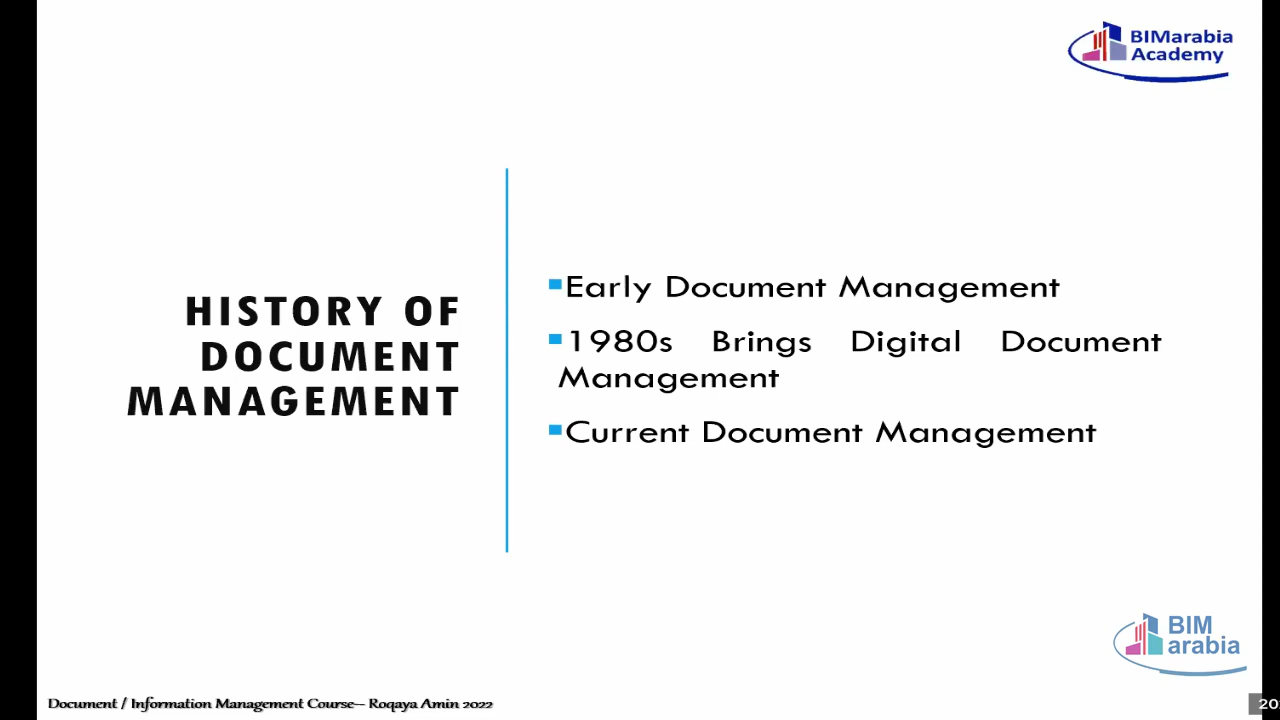 BIMarabia
Academy
HISTORY OF
DOCUMENT
MANAGEMENT
Early Document Management
1980s Brings Digital Document
Management
Current Document Management
BIM
arabia
Document / Information Management Course-- Roqaya Amin 2022
20